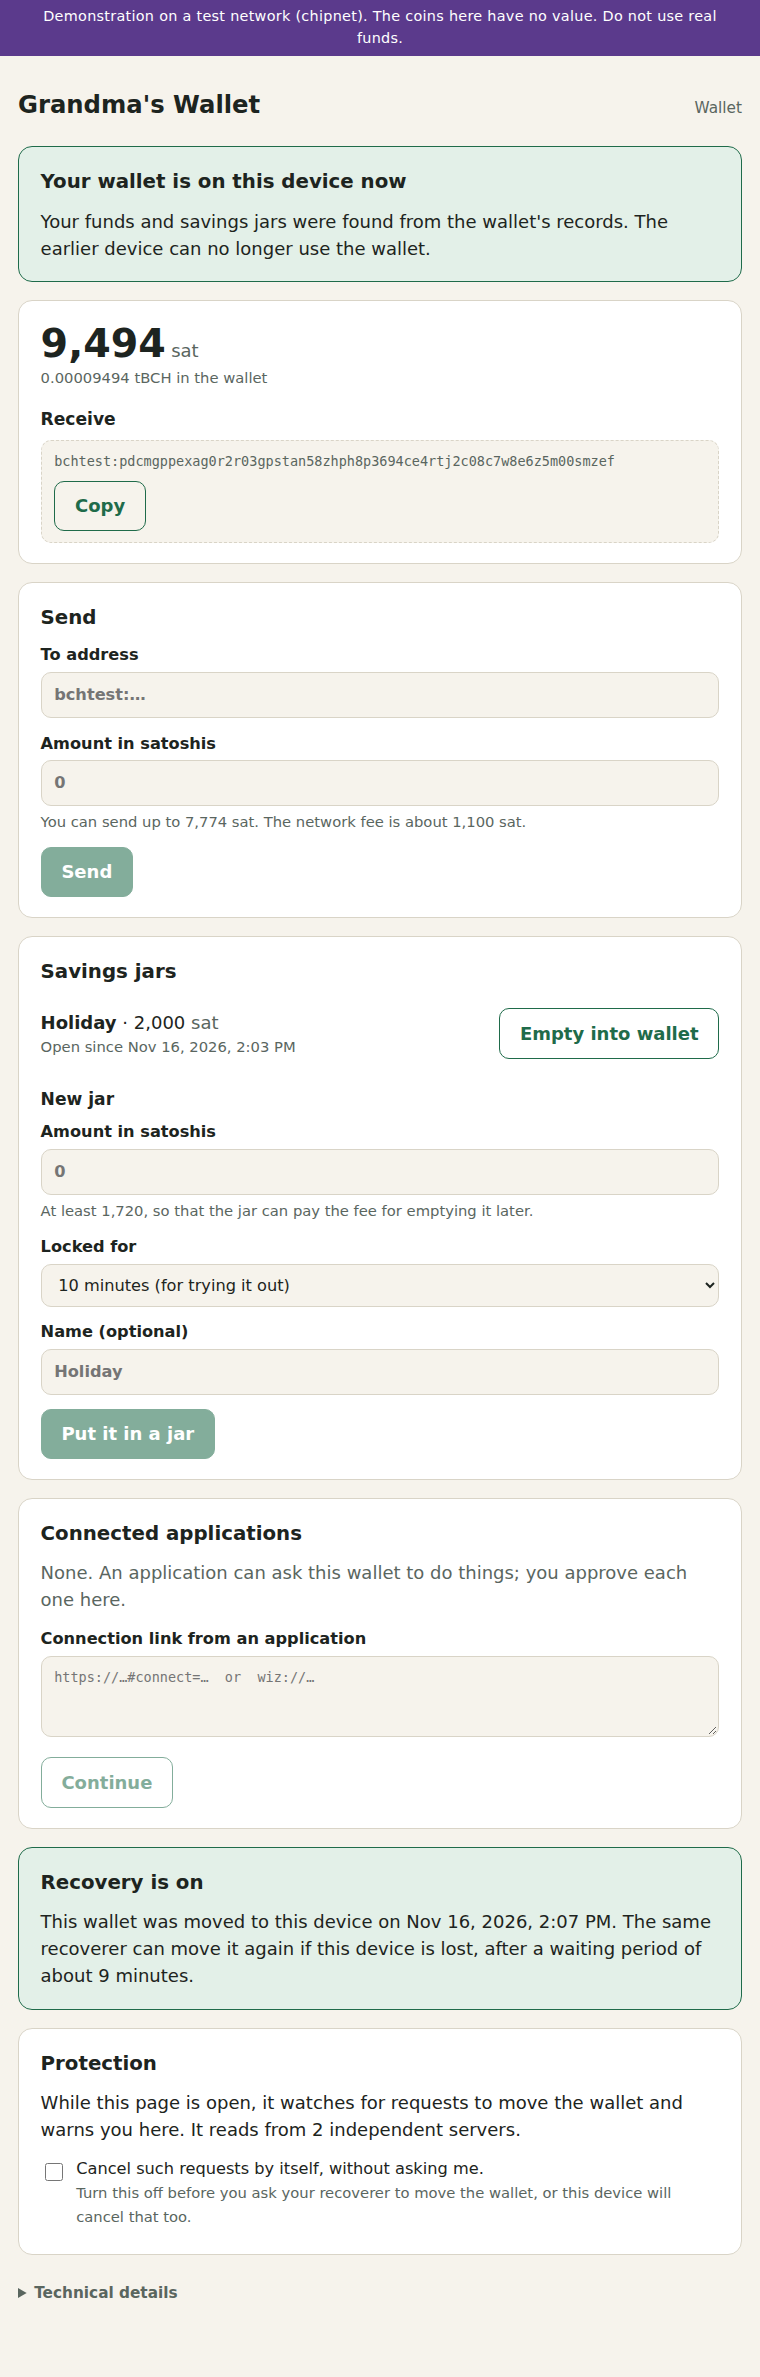 Demonstration on a test network (chipnet). The coins here have no value. Do not use real
funds.
Grandma's Wallet
Wallet
Your wallet is on this device now
Your funds and savings jars were found from the wallet's records. The
earlier device can no longer use the wallet.
9,494 sat
0.00009494 tBCH in the wallet
Receive
bchtest:pdcmgppexag0r2r03gpstan58zhph8p3694ce4rtj2c08c7w8e6z5m00smzef
Copy
Send
To address
bchtest:…
Amount in satoshis
0
You can send up to 7,774 sat. The network fee is about 1,100 sat.
Send
Savings jars
Holiday · 2,000 sat
Open since Nov 16, 2026, 2:03 PM
Empty into wallet
New jar
Amount in satoshis
0
At least 1,720, so that the jar can pay the fee for emptying it later.
Locked for
10 minutes (for trying it out)
Name (optional)
Holiday
Put it in a jar
Connected applications
None. An application can ask this wallet to do things; you approve each
one here.
Connection link from an application
https://…#connect=…  or  wiz://…
Continue
Recovery is on
This wallet was moved to this device on Nov 16, 2026, 2:07 PM. The same
recoverer can move it again if this device is lost, after a waiting period of
about 9 minutes.
Protection
While this page is open, it watches for requests to move the wallet and
warns you here. It reads from 2 independent servers.
Cancel such requests by itself, without asking me.
Turn this off before you ask your recoverer to move the wallet, or this device will
cancel that too.
Technical details